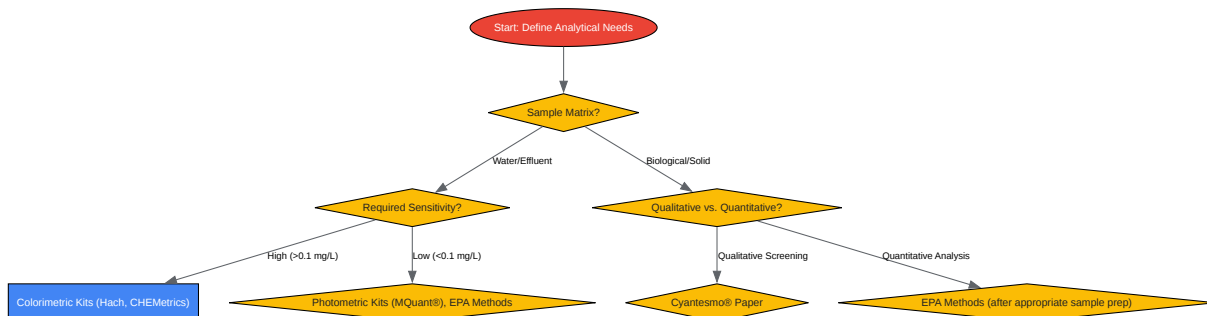 Start: Define Analytical Needs
Sample Matrix?
Water/Effluent
Biological/Solid
Required Sensitivity?
Qualitative vs. Quantitative?
High (>0.1 mg/L)
Low (<0.1 mg/L)
Qualitative Screening
Quantitative Analysis
Colorimetric Kits (Hach, CHEMetrics)
Photometric Kits (MQuant®), EPA Methods
Cyantesmo® Paper
EPA Methods (after appropriate sample prep)